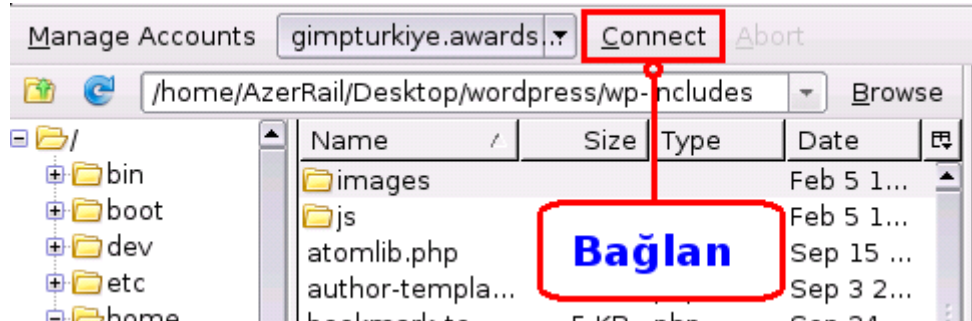 Manage Accounts gimpturkiye.awards... Connect Abort
/home/AzerRail/Desktop/wordpress/wp-includes Browse
/ Name Size Type Date
bin images Feb 5 1...
boot js Feb 5 1...
dev atomlib.php Sep 15 ...
etc author-templa... Sep 3 2...
home
Bağlan